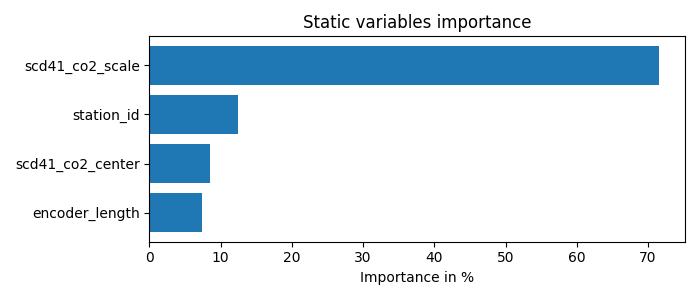 Static variables importance
scd41_co2_scale
station_id
scd41_co2_center
encoder_length
0 10 20 30 40 50 60 70
Importance in %